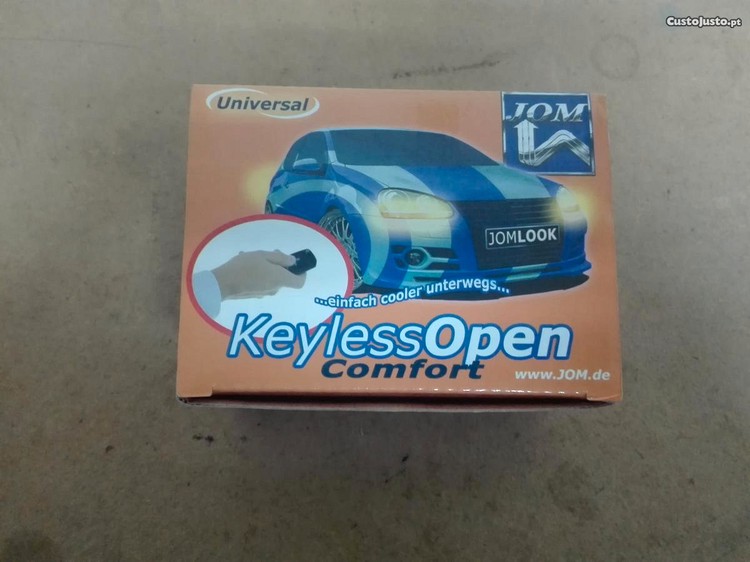 CustoJusto.pt
Universal
JOM
JOMLOOK
...einfach cooler unterwegs...
KeylessOpen
Comfort
www.JOM.de